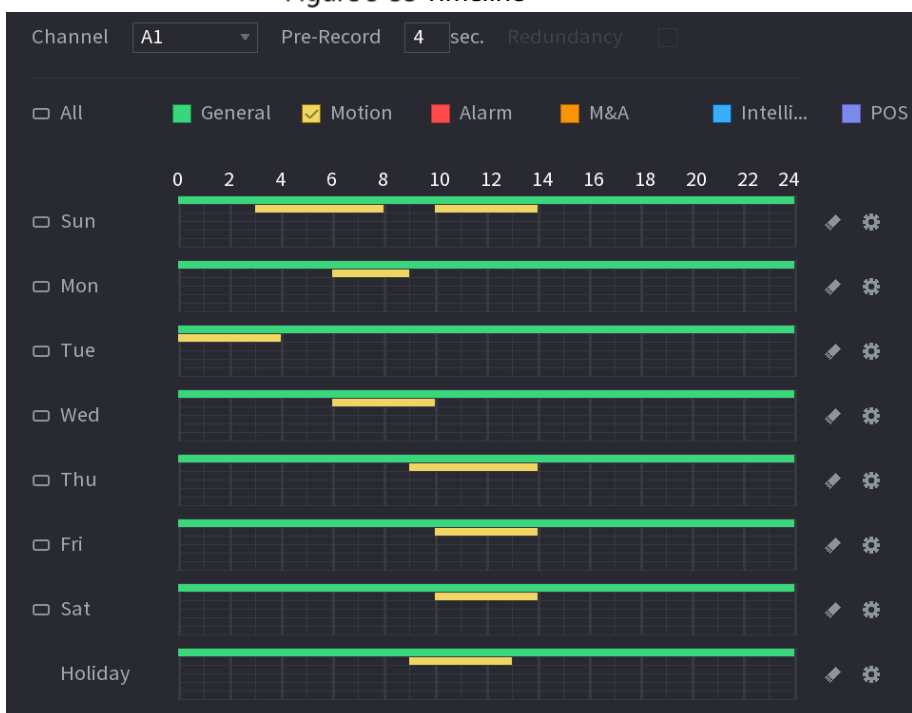 Timeline
Channel A1 Pre-Record 4 sec. Redundancy
All General Motion Alarm M&A Intelli... POS
0 2 4 6 8 10 12 14 16 18 20 22 24
Sun
Mon
Tue
Wed
Thu
Fri
Sat
Holiday